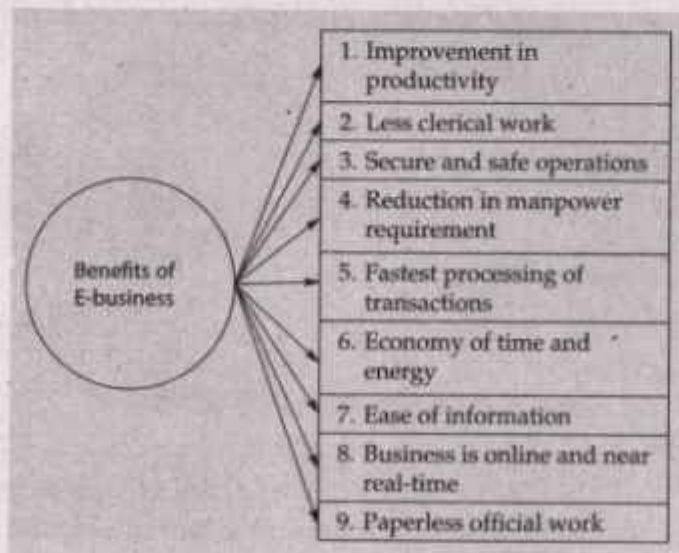 Benefits of
E-business
1. Improvement in
productivity
2. Less clerical work
3. Secure and safe operations
4. Reduction in manpower
requirement
5. Fastest processing of
transactions
6. Economy of time and
energy
7. Ease of information
8. Business is online and near
real-time
9. Paperless official work